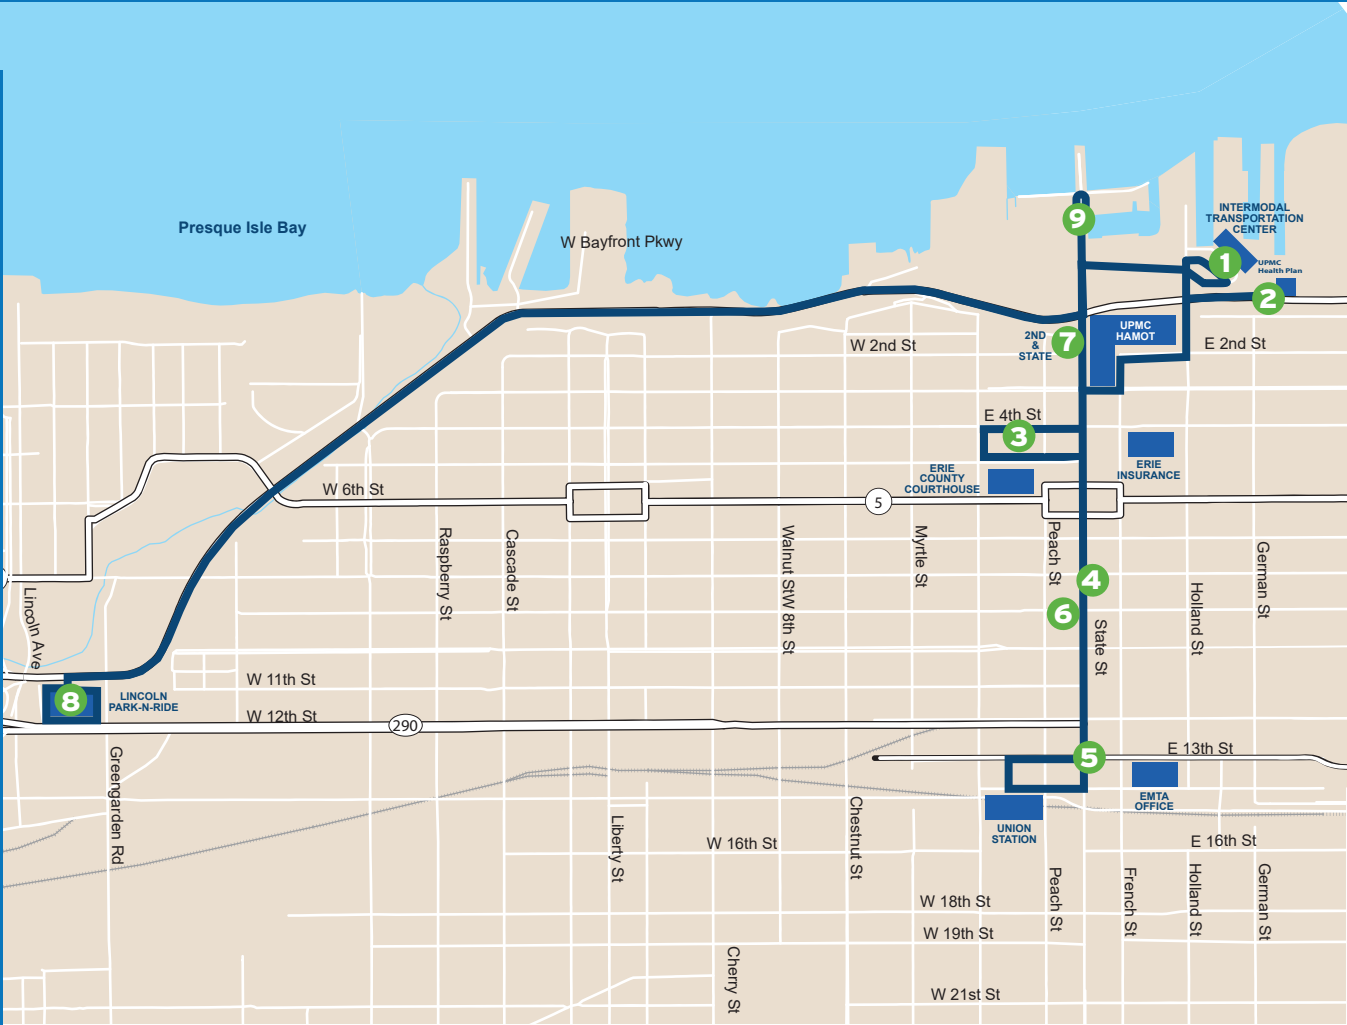 Presque Isle Bay
INTERMODAL
TRANSPORTATION
CENTER
9
W Bayfront Pkwy
1
UPMC
Health Plan
2
UPMC
HAMOT
2ND
&
STATE
7
W 2nd St
E 2nd St
E 4th St
3
ERIE
COUNTY
COURTHOUSE
ERIE
INSURANCE
W 6th St
5
Raspberry St
Cascade St
Walnut St
W 8th St
Myrtle St
Peach St
German St
4
Holland St
6
State St
Lincoln Ave
W 11th St
8
LINCOLN
PARK-N-RIDE
W 12th St
290
5
E 13th St
EMTA
OFFICE
UNION
STATION
Greengarden Rd
Liberty St
Chestnut St
W 16th St
E 16th St
Peach St
French St
Holland St
German St
W 18th St
W 19th St
Cherry St
W 21st St